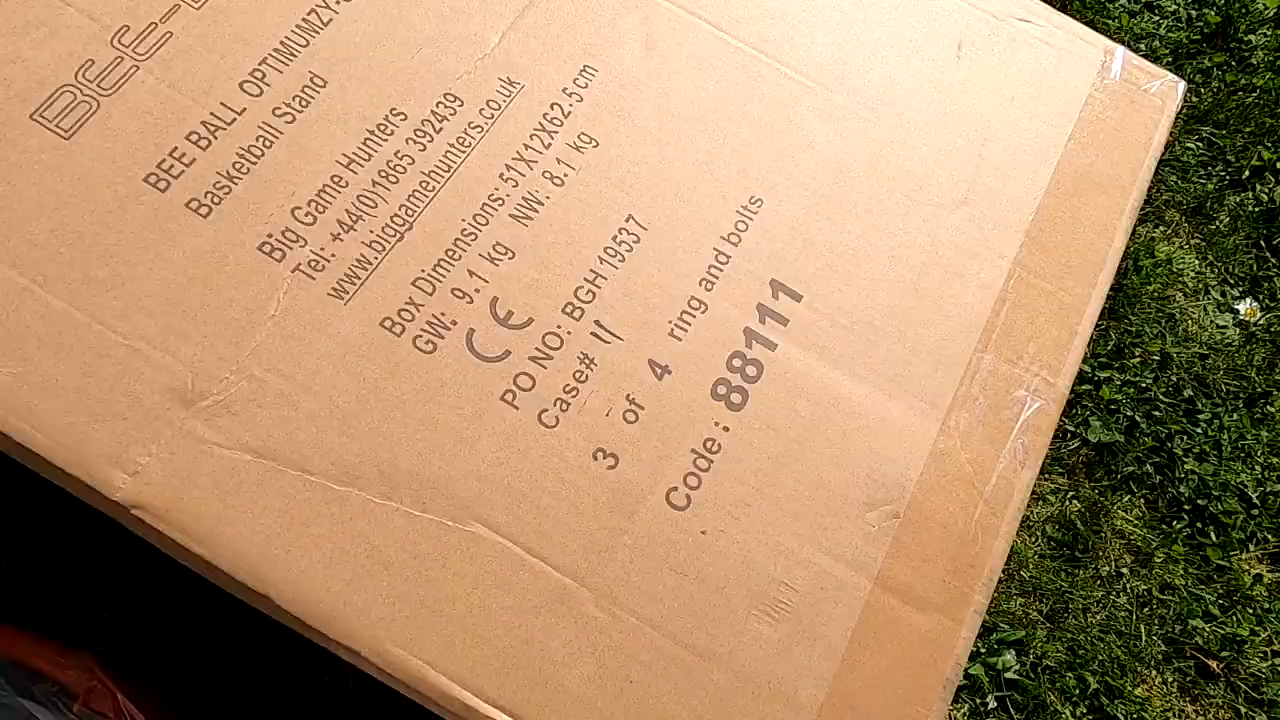 BEE-
BEE BALL OPTIMUMZY-
Basketball Stand
Big Game Hunters
Tel: +44(0)1865 392439
www.biggamehunters.co.uk
Box Dimensions: 51X12X62.5cm
GW: 9.1 kg NW: 8.1 kg
CE
PO NO: BGH 19537
Case# 11
3 of 4 ring and bolts
Code: 88111